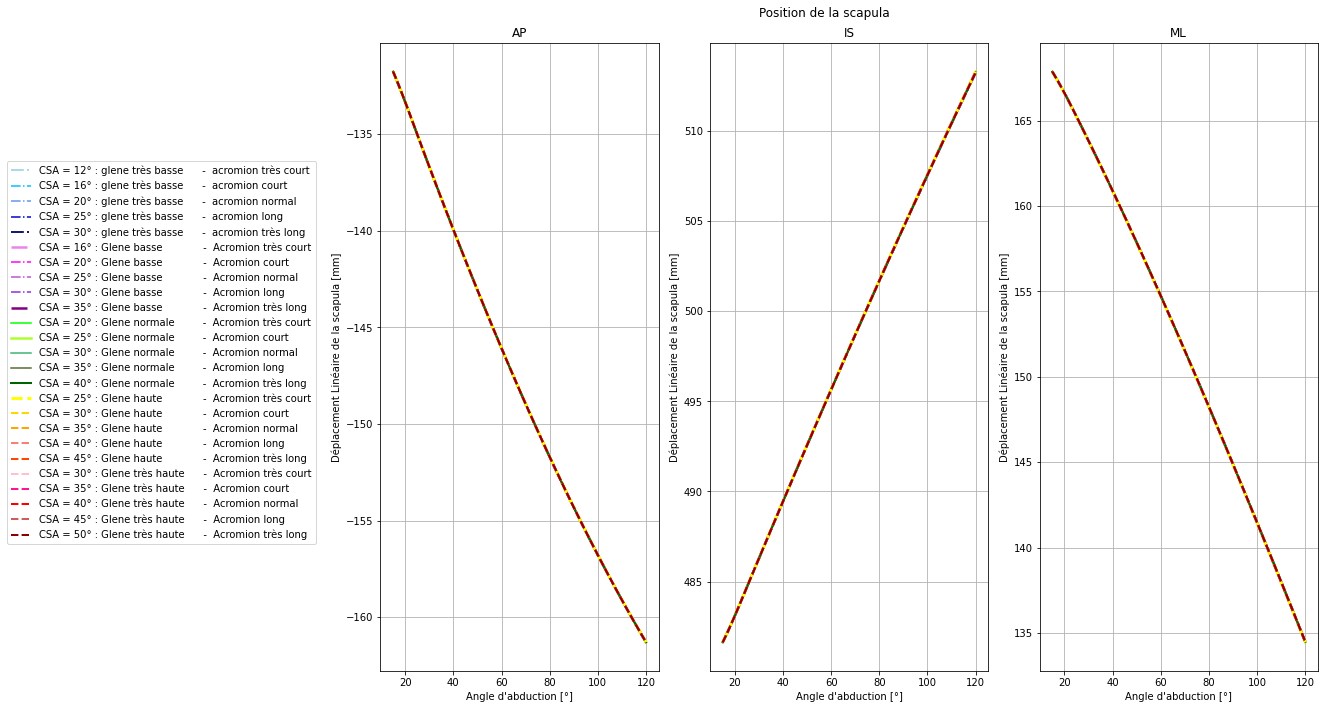 Position de la scapula
CSA = 12° : glene très basse - acromion très court
CSA = 16° : glene très basse - acromion court
CSA = 20° : glene très basse - acromion normal
CSA = 25° : glene très basse - acromion long
CSA = 30° : glene très basse - acromion très long
CSA = 16° : Glene basse - Acromion très court
CSA = 20° : Glene basse - Acromion court
CSA = 25° : Glene basse - Acromion normal
CSA = 30° : Glene basse - Acromion long
CSA = 35° : Glene basse - Acromion très long
CSA = 20° : Glene normale - Acromion très court
CSA = 25° : Glene normale - Acromion court
CSA = 30° : Glene normale - Acromion normal
CSA = 35° : Glene normale - Acromion long
CSA = 40° : Glene normale - Acromion très long
CSA = 25° : Glene haute - Acromion très court
CSA = 30° : Glene haute - Acromion court
CSA = 35° : Glene haute - Acromion normal
CSA = 40° : Glene haute - Acromion long
CSA = 45° : Glene haute - Acromion très long
CSA = 30° : Glene très haute - Acromion très court
CSA = 35° : Glene très haute - Acromion court
CSA = 40° : Glene très haute - Acromion normal
CSA = 45° : Glene très haute - Acromion long
CSA = 50° : Glene très haute - Acromion très long
AP
Déplacement Linéaire de la scapula [mm]
−135
−140
−145
−150
−155
−160
20 40 60 80 100 120
Angle d'abduction [°]
IS
Déplacement Linéaire de la scapula [mm]
510
505
500
495
490
485
20 40 60 80 100 120
Angle d'abduction [°]
ML
Déplacement Linéaire de la scapula [mm]
165
160
155
150
145
140
135
20 40 60 80 100 120
Angle d'abduction [°]